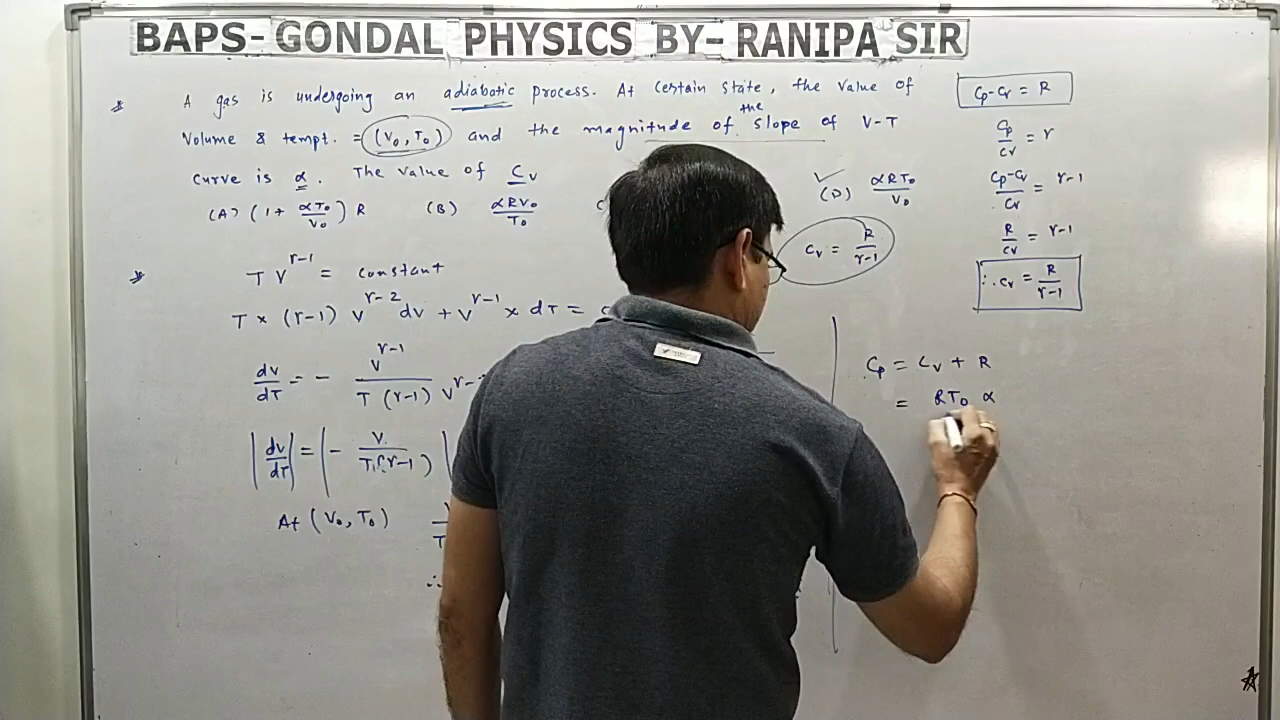 BAPS-GONDAL PHYSICS BY-RANIPA SIR
* A gas is undergoing an adiabatic process. At certain state, the value of
volume & tempt. = (V₀, T₀) and the magnitude of the slope of V-T
curve is α. The value of Cv
(A) (1 + αT₀/V₀) R (B) αRV₀/T₀ (D) αRT₀/V₀
Cv = R/(r-1)
* TV^(r-1) = constant
T × (r-1) V^(r-2) dv + V^(r-1) × dT =
dv/dT = - V^(r-1) / T (r-1) V
|dv/dT| = |- V / T(r-1)|
At (V₀, T₀)
∴
Cp - Cv = R
Cp/Cv = r
(Cp-Cv)/Cv = r-1
R/Cv = r-1
∴ Cv = R/(r-1)
Cp = Cv + R
= RT₀ α